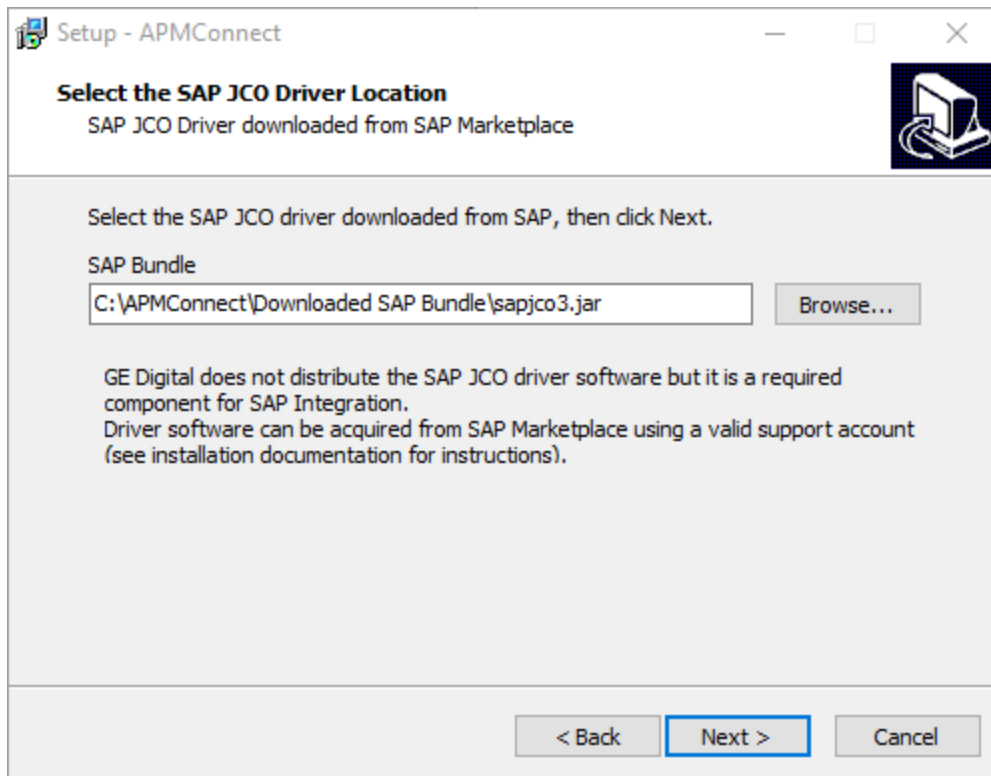 Setup - APMConnect
Select the SAP JCO Driver Location
SAP JCO Driver downloaded from SAP Marketplace
Select the SAP JCO driver downloaded from SAP, then click Next.
SAP Bundle
C:\APMConnect\Downloaded SAP Bundle\sapjco3.jar
Browse...
GE Digital does not distribute the SAP JCO driver software but it is a required
component for SAP Integration.
Driver software can be acquired from SAP Marketplace using a valid support account
(see installation documentation for instructions).
< Back
Next >
Cancel